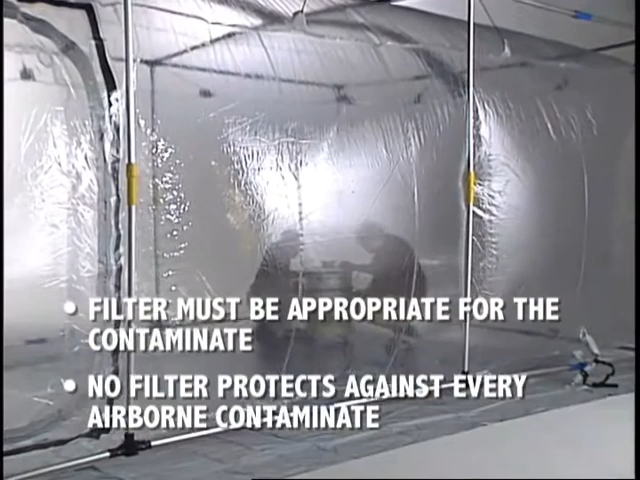 • FILTER MUST BE APPROPRIATE FOR THE
CONTAMINATE
• NO FILTER PROTECTS AGAINST EVERY
AIRBORNE CONTAMINATE